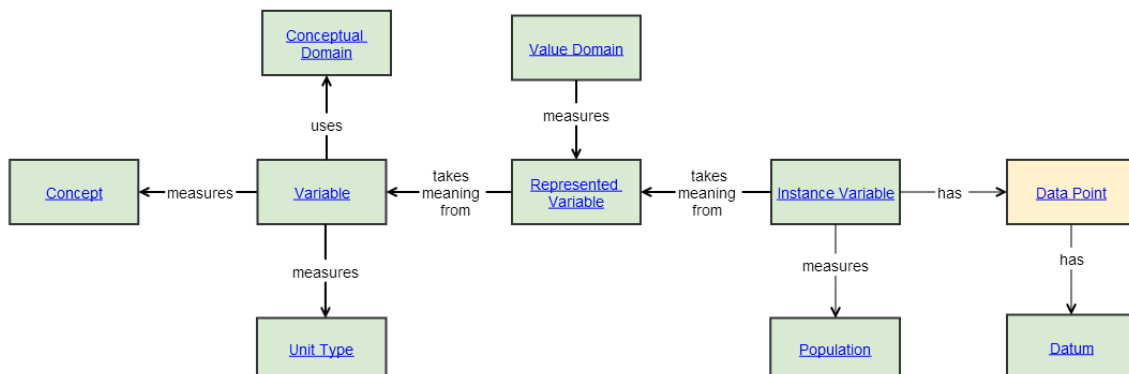 Conceptual
Domain
Value Domain
uses
measures
Concept
measures
Variable
takes
meaning
from
Represented
Variable
takes
meaning
from
Instance Variable
has
Data Point
measures
measures
has
Unit Type
Population
Datum